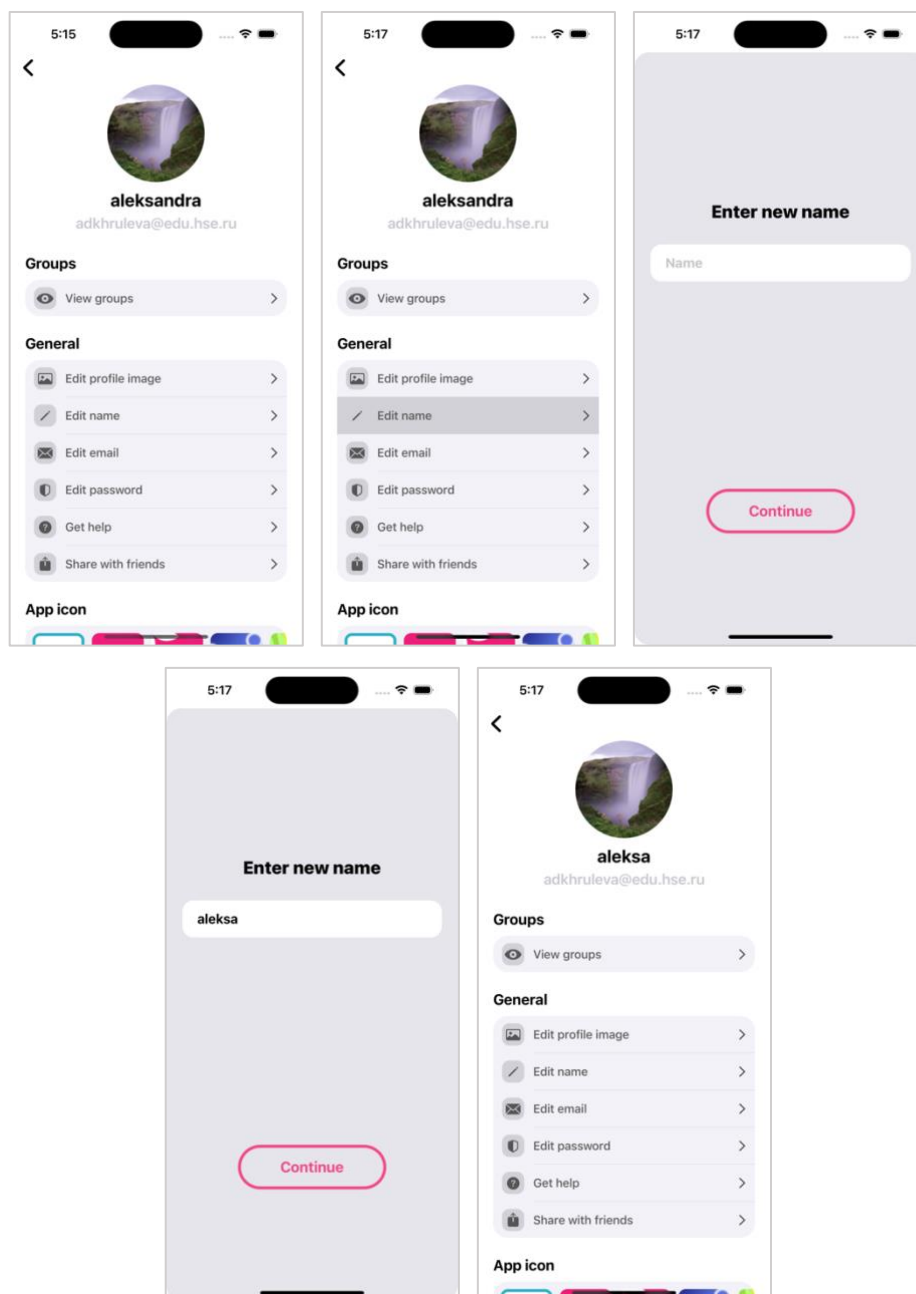 5:15
aleksandra
adkhruleva@edu.hse.ru
Groups
View groups
General
Edit profile image
Edit name
Edit email
Edit password
Get help
Share with friends
App icon
5:17
aleksandra
adkhruleva@edu.hse.ru
Groups
View groups
General
Edit profile image
Edit name
Edit email
Edit password
Get help
Share with friends
App icon
5:17
Enter new name
Name
Continue
5:17
Enter new name
aleksa
Continue
5:17
aleksa
adkhruleva@edu.hse.ru
Groups
View groups
General
Edit profile image
Edit name
Edit email
Edit password
Get help
Share with friends
App icon